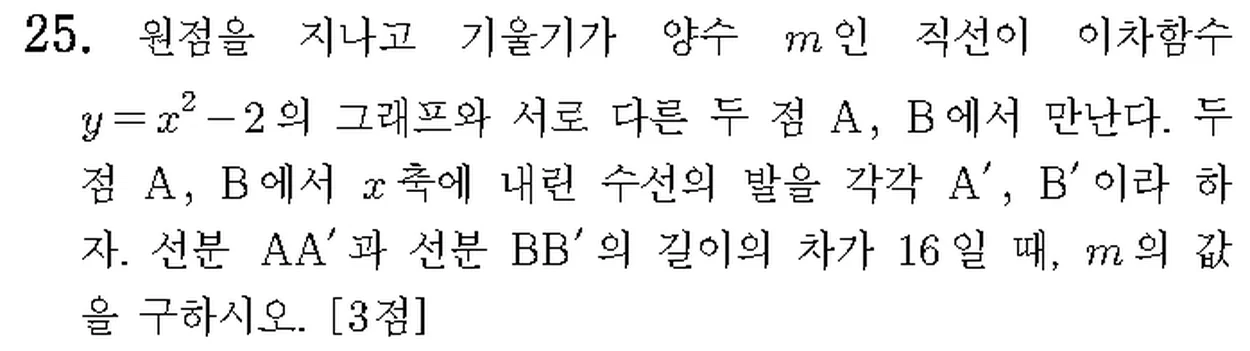 25. 원점을 지나고 기울기가 양수 m인 직선이 이차함수
y=x²-2의 그래프와 서로 다른 두 점 A, B에서 만난다. 두
점 A, B에서 x축에 내린 수선의 발을 각각 A′, B′이라 하
자. 선분 AA′과 선분 BB′의 길이의 차가 16일 때, m의 값
을 구하시오. [3점]